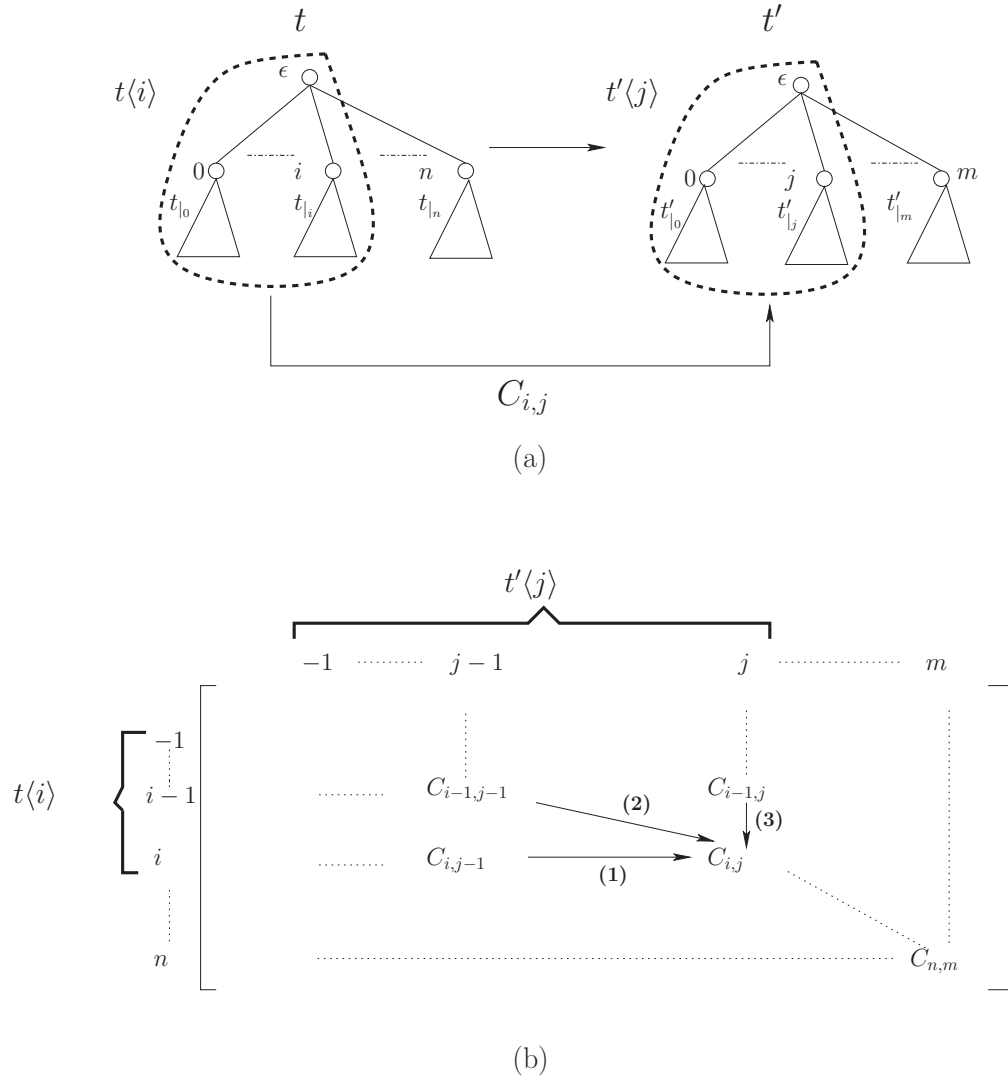 t t′
t⟨i⟩ ϵ t′⟨j⟩ ϵ
0 i n 0 j m
t|₀ t|ᵢ t|ₙ t′|₀ t′|ⱼ t′|ₘ
C_{i,j}
(a)
t′⟨j⟩
−1 j − 1 j m
−1
t⟨i⟩ i − 1 C_{i−1,j−1} (2) C_{i−1,j} (3)
i C_{i,j−1} (1) C_{i,j}
n C_{n,m}
(b)